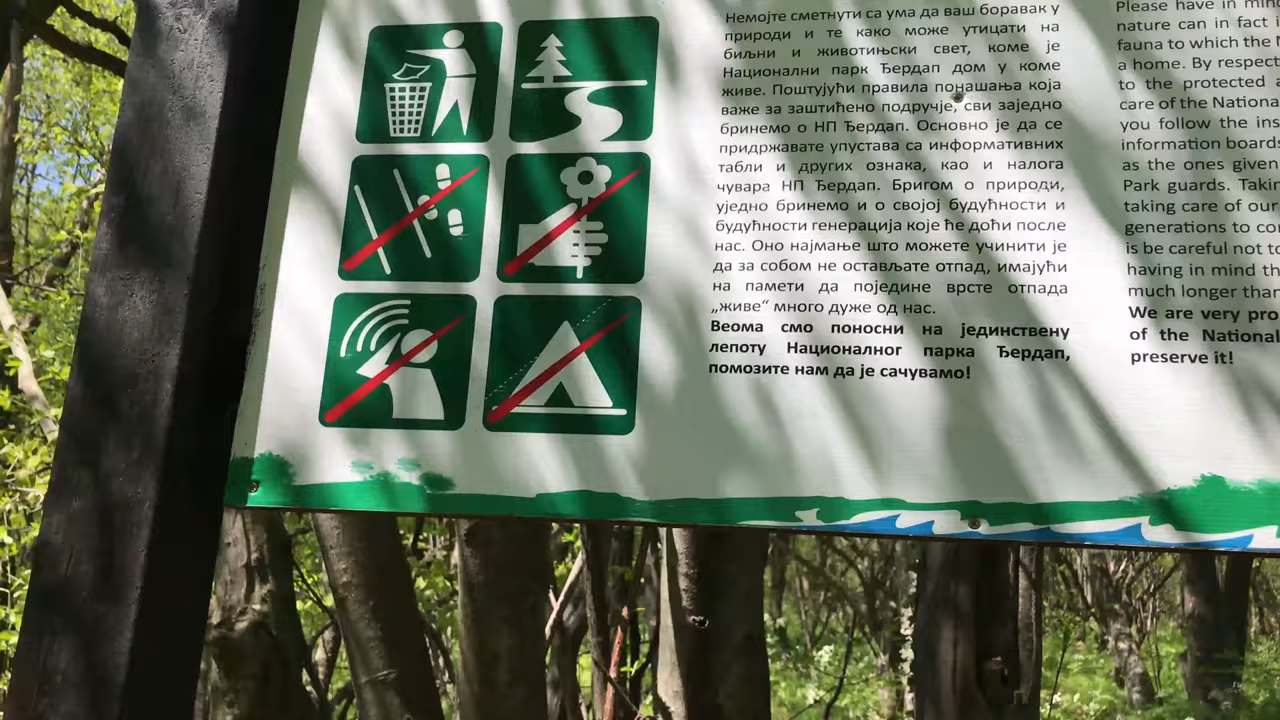 Немојте сметнути са ума да ваш боравак у
природи и те како може утицати на
биљни и животињски свет, коме је
Национални парк Ђердап дом у коме
живе. Поштујући правила понашања која
важе за заштићено подручје, сви заједно
бринемо о НП Ђердап. Основно је да се
придржавате упустава са информативних
табли и других ознака, као и налога
чувара НП Ђердап. Бригом о природи,
уједно бринемо и о својој будућности и
будућности генерација које ће доћи после
нас. Оно најмање што можете учинити је
да за собом не остављате отпад, имајући
на памети да поједине врсте отпада
„живе“ много дуже од нас.
Веома смо поносни на јединствену
лепоту Националног парка Ђердап,
помозите нам да је сачувамо!
Please have in
nature can in fact
fauna to which the
a home. By respect
to the protected
care of the
you follow the
information boards
as the ones given
Park guards.
taking care of our
generations to
is be careful not to
having in mind
much longer than
We are very
of the National
preserve it!